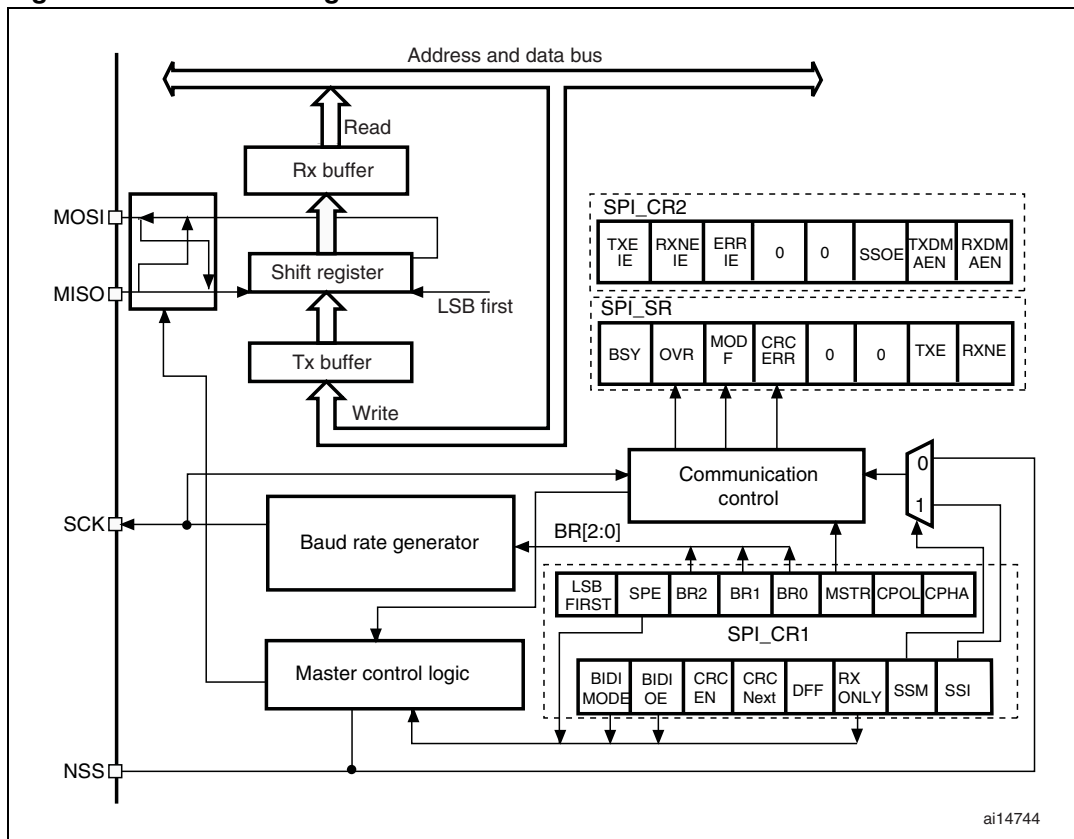 Address and data bus
Read
Rx buffer
MOSI
SPI_CR2
TXE
IE
RXNE
IE
ERR
IE
0
0
SSOE
TXDM
AEN
RXDM
AEN
Shift register
MISO
LSB first
SPI_SR
BSY
OVR
MOD
F
CRC
ERR
0
0
TXE
RXNE
Tx buffer
Write
Communication
control
0
1
SCK
Baud rate generator
BR[2:0]
LSB
FIRST
SPE
BR2
BR1
BR0
MSTR
CPOL
CPHA
SPI_CR1
Master control logic
BIDI
MODE
BIDI
OE
CRC
EN
CRC
Next
DFF
RX
ONLY
SSM
SSI
NSS
ai14744